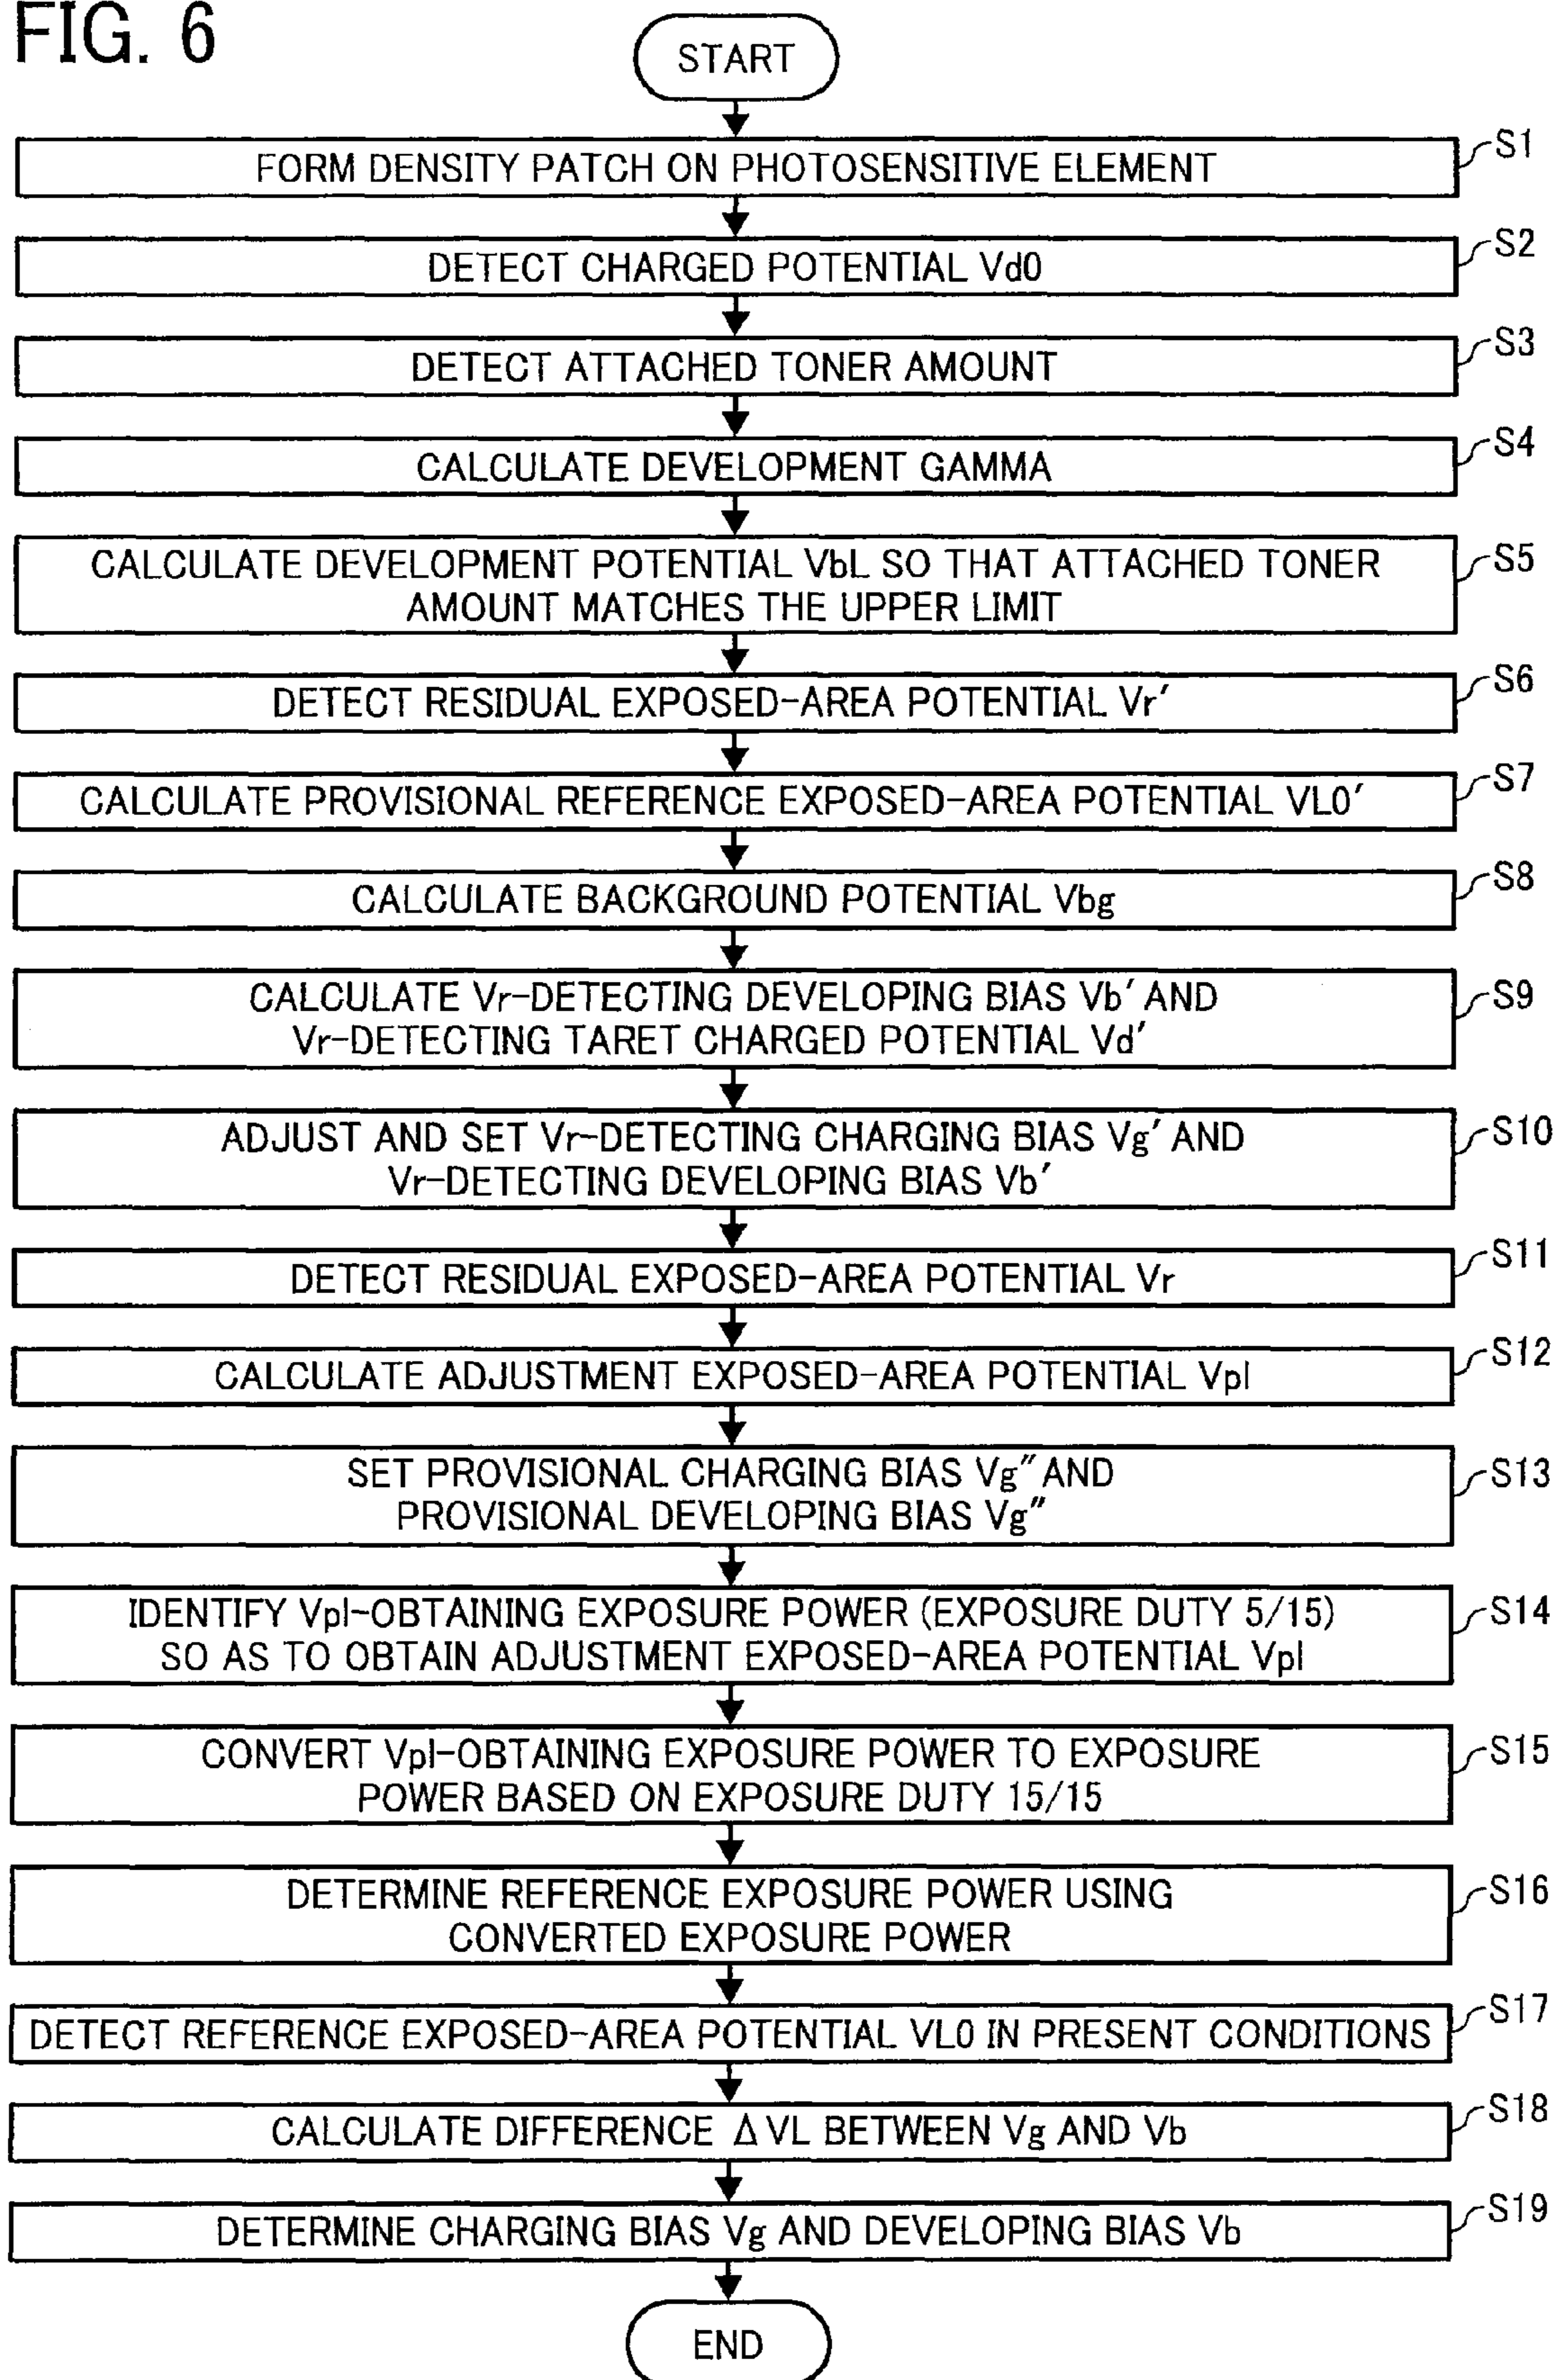 FIG. 6
START
FORM DENSITY PATCH ON PHOTOSENSITIVE ELEMENT
S1
DETECT CHARGED POTENTIAL Vd0
S2
DETECT ATTACHED TONER AMOUNT
S3
CALCULATE DEVELOPMENT GAMMA
S4
CALCULATE DEVELOPMENT POTENTIAL VbL SO THAT ATTACHED TONER
AMOUNT MATCHES THE UPPER LIMIT
S5
DETECT RESIDUAL EXPOSED-AREA POTENTIAL Vr′
S6
CALCULATE PROVISIONAL REFERENCE EXPOSED-AREA POTENTIAL VL0′
S7
CALCULATE BACKGROUND POTENTIAL Vbg
S8
CALCULATE Vr-DETECTING DEVELOPING BIAS Vb′ AND
Vr-DETECTING TARET CHARGED POTENTIAL Vd′
S9
ADJUST AND SET Vr-DETECTING CHARGING BIAS Vg′ AND
Vr-DETECTING DEVELOPING BIAS Vb′
S10
DETECT RESIDUAL EXPOSED-AREA POTENTIAL Vr
S11
CALCULATE ADJUSTMENT EXPOSED-AREA POTENTIAL Vpl
S12
SET PROVISIONAL CHARGING BIAS Vg″ AND
PROVISIONAL DEVELOPING BIAS Vg″
S13
IDENTIFY Vpl-OBTAINING EXPOSURE POWER (EXPOSURE DUTY 5/15)
SO AS TO OBTAIN ADJUSTMENT EXPOSED-AREA POTENTIAL Vpl
S14
CONVERT Vpl-OBTAINING EXPOSURE POWER TO EXPOSURE
POWER BASED ON EXPOSURE DUTY 15/15
S15
DETERMINE REFERENCE EXPOSURE POWER USING
CONVERTED EXPOSURE POWER
S16
DETECT REFERENCE EXPOSED-AREA POTENTIAL VL0 IN PRESENT CONDITIONS
S17
CALCULATE DIFFERENCE ΔVL BETWEEN Vg AND Vb
S18
DETERMINE CHARGING BIAS Vg AND DEVELOPING BIAS Vb
S19
END